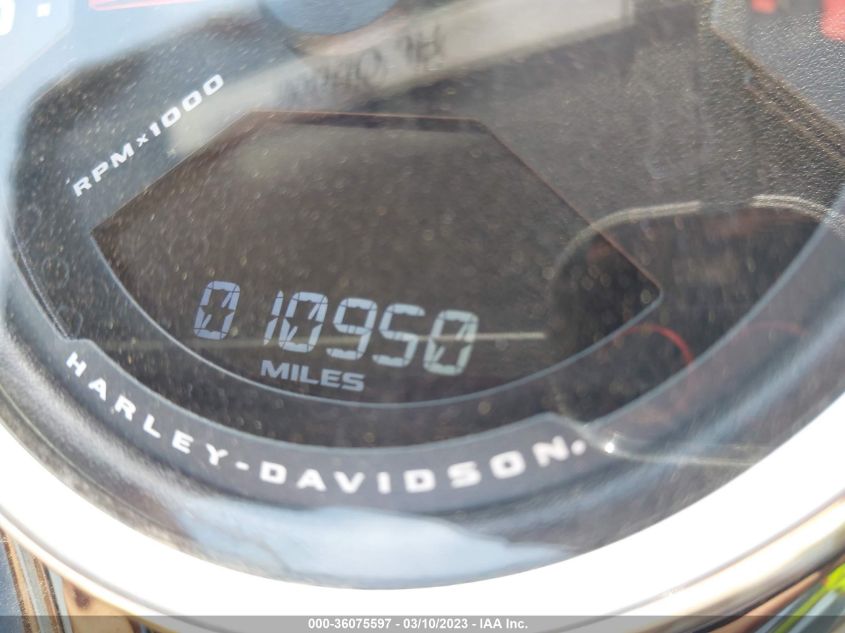 RPM x 1000
010950
MILES
HARLEY-DAVIDSON
000-36075597 - 03/10/2023 - IAA Inc.